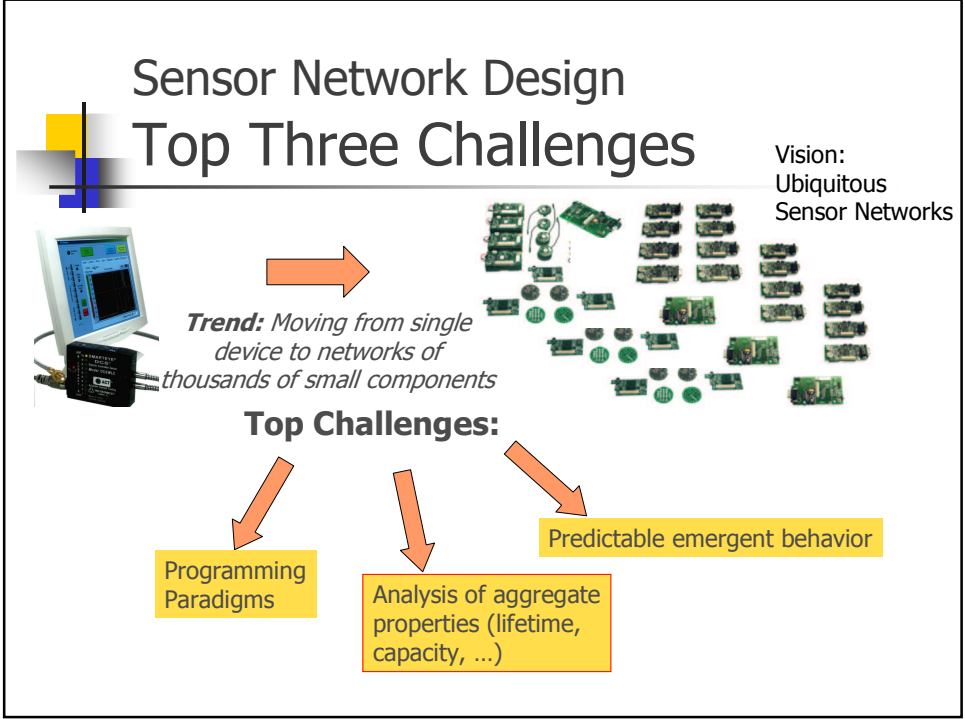 Sensor Network Design
Top Three Challenges
Vision:
Ubiquitous
Sensor Networks
Trend: Moving from single
device to networks of
thousands of small components
Top Challenges:
Predictable emergent behavior
Programming
Paradigms
Analysis of aggregate
properties (lifetime,
capacity, …)